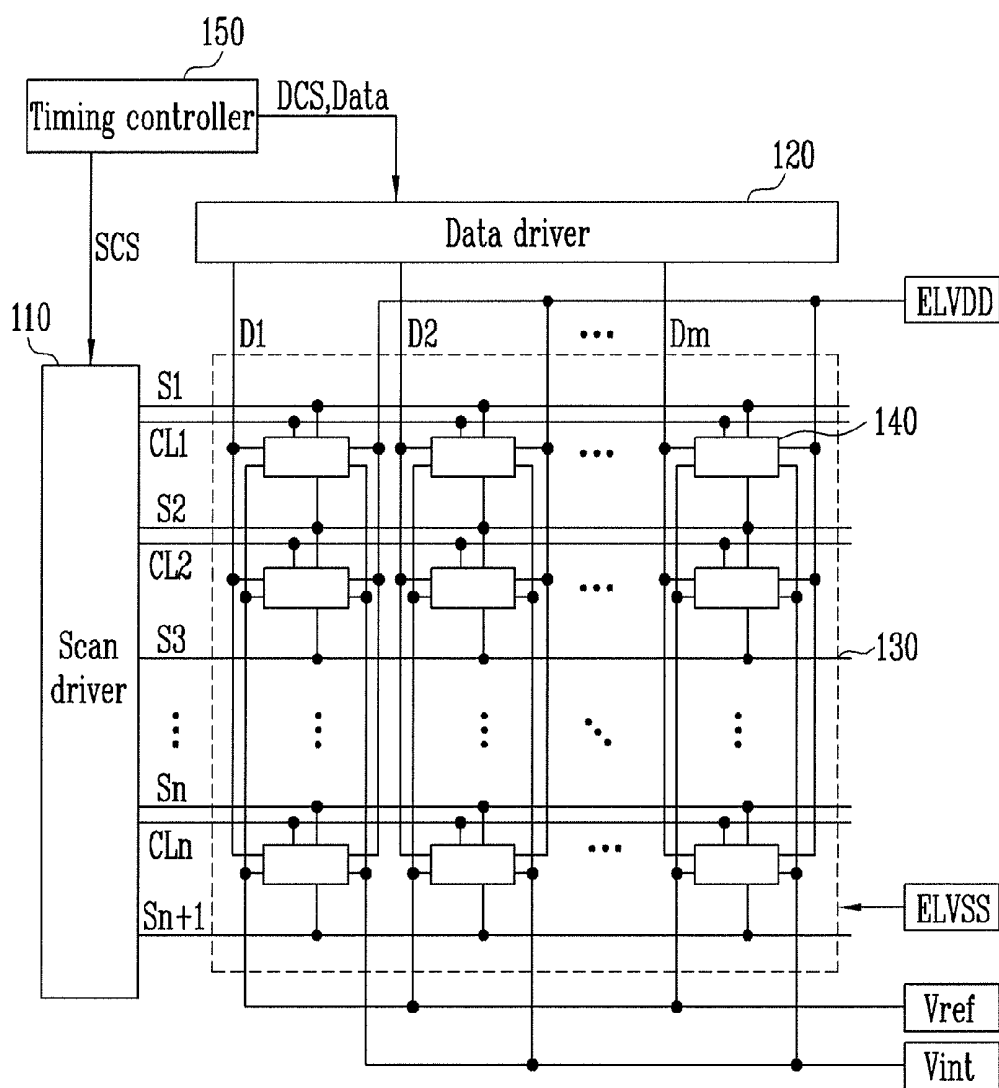 150
Timing controller
DCS,Data
120
Data driver
SCS
ELVDD
110
D1
D2
Dm
S1
140
CL1
S2
CL2
S3
130
Scan
driver
Sn
CLn
ELVSS
Sn+1
Vref
Vint